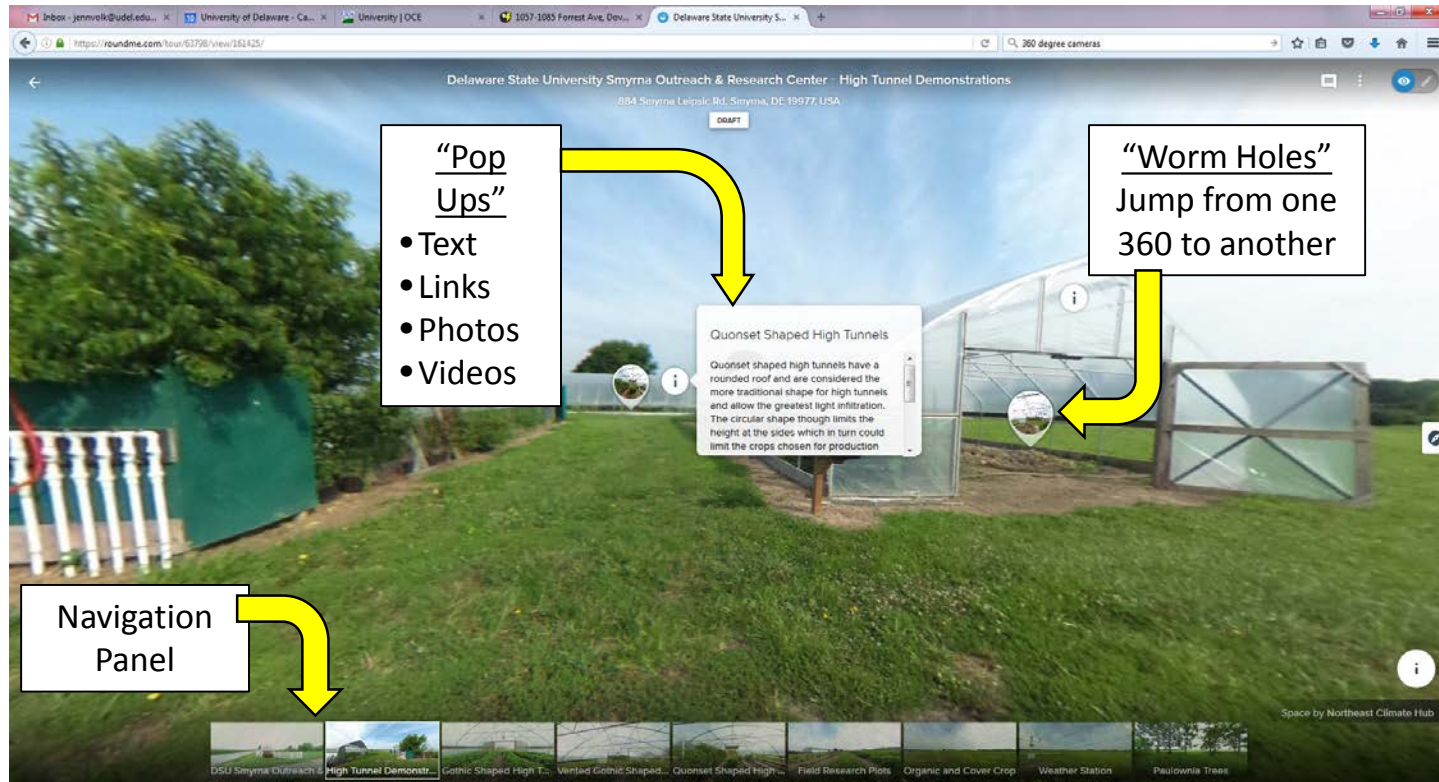 Inbox - jennvolk@udel.edu... × University of Delaware - Ca... × University | OCE × 1057-1085 Forrest Ave, Dov... × Delaware State University S... × +
https://roundme.com/tour/63798/view/161425/ 360 degree cameras
Delaware State University Smyrna Outreach & Research Center - High Tunnel Demonstrations
884 Smyrna Leipsic Rd, Smyrna, DE 19977, USA
DRAFT
“Pop
Ups”
• Text
• Links
• Photos
• Videos
“Worm Holes”
Jump from one
360 to another
Quonset Shaped High Tunnels
Quonset shaped high tunnels have a
rounded roof and are considered the
more traditional shape for high tunnels
and allow the greatest light infiltration.
The circular shape though limits the
height at the sides which in turn could
limit the crops chosen for production
Navigation
Panel
Space by Northeast Climate Hub
DSU Smyrna Outreach & High Tunnel Demonstr... Gothic Shaped High T... Vented Gothic Shaped... Quonset Shaped High ... Field Research Plots Organic and Cover Crop Weather Station Paulownia Trees